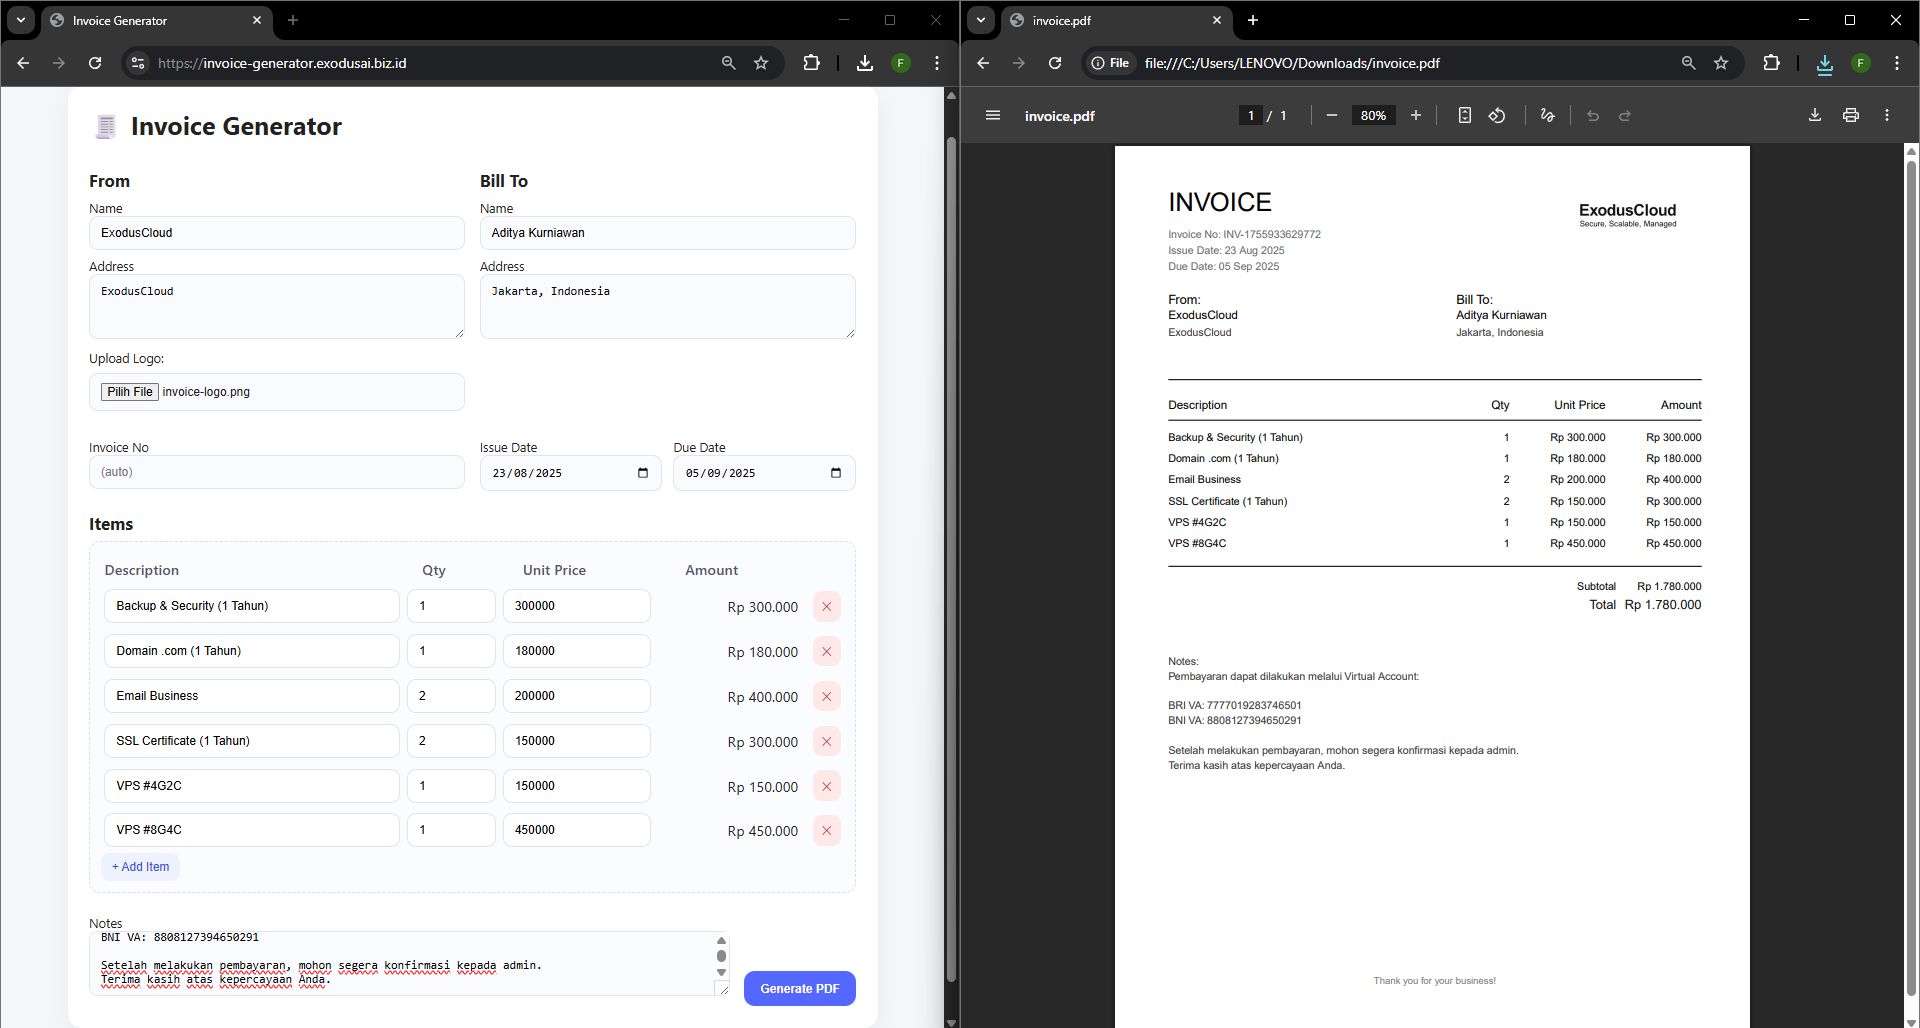 Invoice Generator
https://invoice-generator.exodusai.biz.id
F
Invoice Generator
From
Bill To
Name
Name
ExodusCloud
Aditya Kurniawan
Address
Address
ExodusCloud
Jakarta, Indonesia
Upload Logo:
Pilih File invoice-logo.png
Invoice No
Issue Date
Due Date
(auto)
23/08/2025
05/09/2025
Items
Description Qty Unit Price Amount
Backup & Security (1 Tahun) 1 300000 Rp 300.000
Domain .com (1 Tahun) 1 180000 Rp 180.000
Email Business 2 200000 Rp 400.000
SSL Certificate (1 Tahun) 2 150000 Rp 300.000
VPS #4G2C 1 150000 Rp 150.000
VPS #8G4C 1 450000 Rp 450.000
+ Add Item
Notes
BNI VA: 8808127394650291
Setelah melakukan pembayaran, mohon segera konfirmasi kepada admin.
Terima kasih atas kepercayaan Anda.
Generate PDF
invoice.pdf
File file:///C:/Users/LENOVO/Downloads/invoice.pdf
F
invoice.pdf
1 / 1
80%
INVOICE
ExodusCloud
Secure, Scalable, Managed
Invoice No: INV-1755933629772
Issue Date: 23 Aug 2025
Due Date: 05 Sep 2025
From:
ExodusCloud
ExodusCloud
Bill To:
Aditya Kurniawan
Jakarta, Indonesia
Description Qty Unit Price Amount
Backup & Security (1 Tahun) 1 Rp 300.000 Rp 300.000
Domain .com (1 Tahun) 1 Rp 180.000 Rp 180.000
Email Business 2 Rp 200.000 Rp 400.000
SSL Certificate (1 Tahun) 2 Rp 150.000 Rp 300.000
VPS #4G2C 1 Rp 150.000 Rp 150.000
VPS #8G4C 1 Rp 450.000 Rp 450.000
Subtotal Rp 1.780.000
Total Rp 1.780.000
Notes:
Pembayaran dapat dilakukan melalui Virtual Account:
BRI VA: 7777019283746501
BNI VA: 8808127394650291
Setelah melakukan pembayaran, mohon segera konfirmasi kepada admin.
Terima kasih atas kepercayaan Anda.
Thank you for your business!